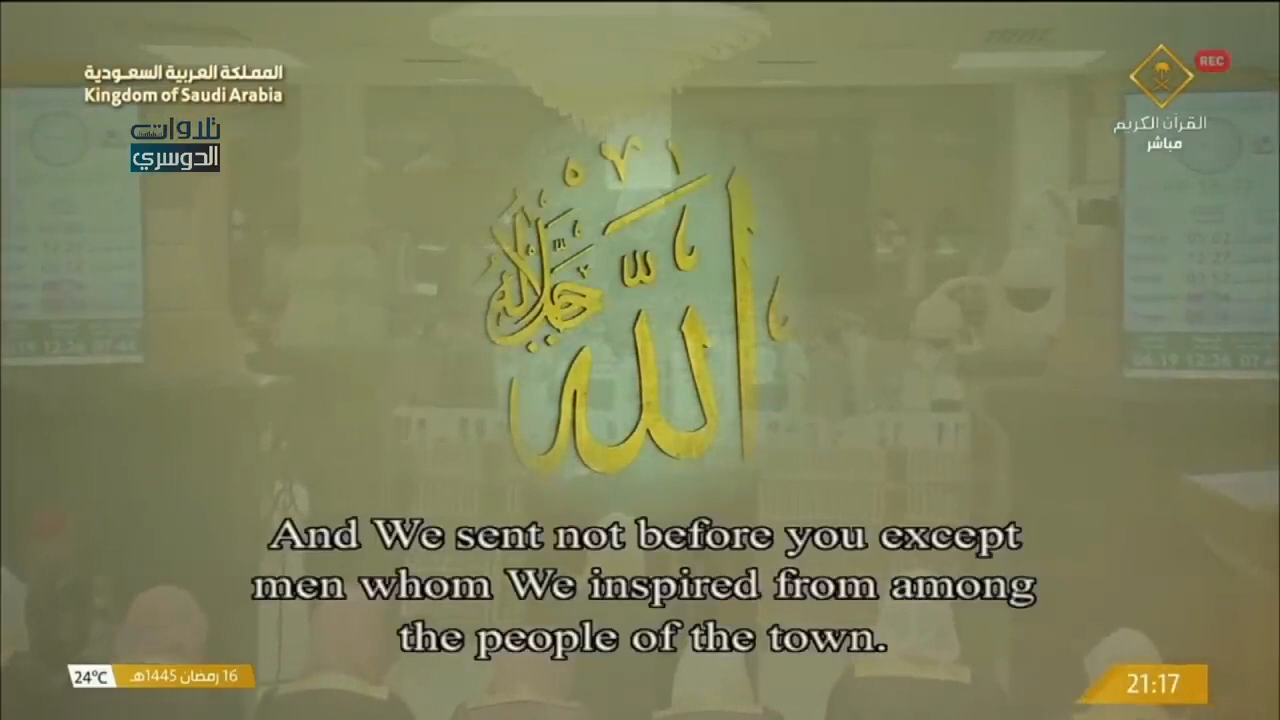 المملكة العربية السعودية
Kingdom of Saudi Arabia
تلاوات
الدوسري
REC
القرآن الكريم
مباشر
الله
جل جلاله
And We sent not before you except
men whom We inspired from among
the people of the town.
24°C
16 رمضان 1445هـ
21:17